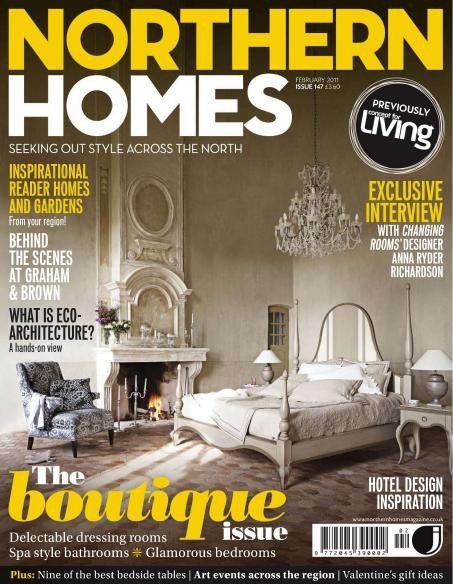 NORTHERN
HOMES
FEBRUARY 2011
ISSUE 147 £3.60
SEEKING OUT STYLE ACROSS THE NORTH
PREVIOUSLY
concept for
Living
INSPIRATIONAL
READER HOMES
AND GARDENS
From your region!
BEHIND
THE SCENES
AT GRAHAM
& BROWN
WHAT IS ECO-
ARCHITECTURE?
A hands-on view
EXCLUSIVE
INTERVIEW
WITH CHANGING
ROOMS' DESIGNER
ANNA RYDER
RICHARDSON
The
boutique
issue
Delectable dressing rooms
Spa style bathrooms ✳ Glamorous bedrooms
HOTEL DESIGN
INSPIRATION
www.northernhomesmagazine.co.uk
02
9 772045 390002
Plus: Nine of the best bedside tables | Art events across the region | Valentine's gift ideas